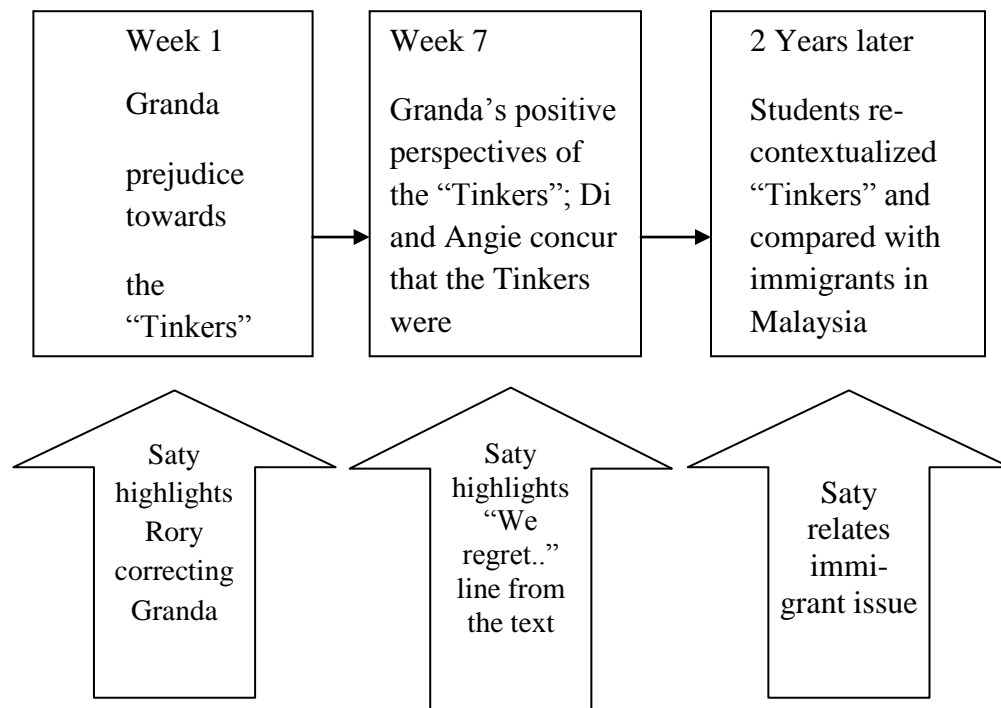 Week 1
Granda
prejudice
towards
the
“Tinkers”
Week 7
Granda’s positive
perspectives of
the “Tinkers”; Di
and Angie concur
that the Tinkers
were
2 Years later
Students re-
contextualized
“Tinkers” and
compared with
immigrants in
Malaysia
Saty
highlights
Rory
correcting
Granda
Saty
highlights
“We
regret..”
line from
the text
Saty
relates
immi-
grant issue